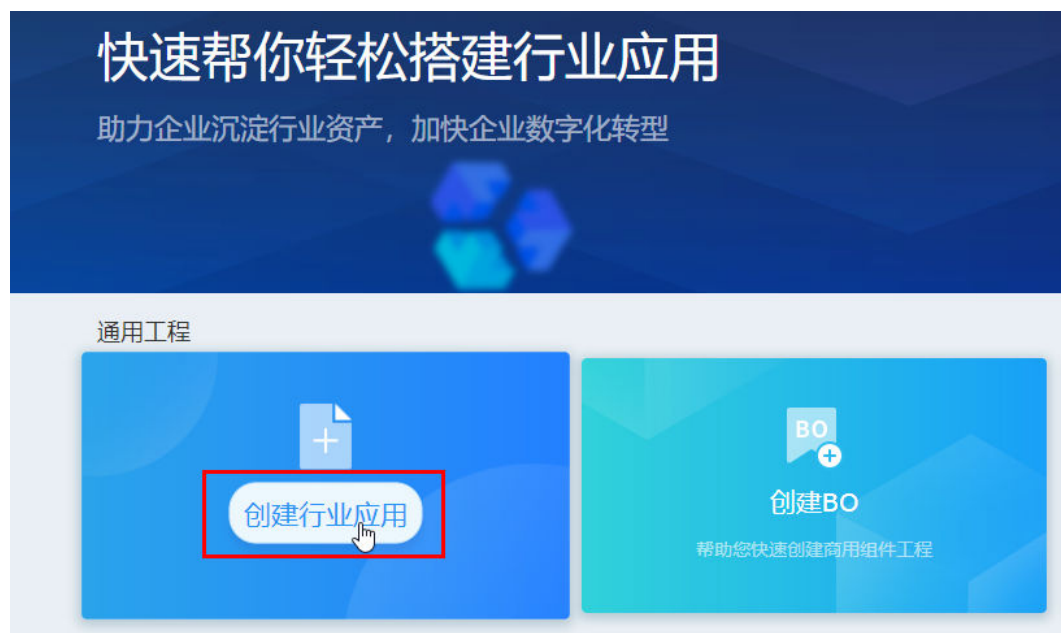 快速帮你轻松搭建行业应用
助力企业沉淀行业资产，加快企业数字化转型
通用工程
创建行业应用
BO
创建BO
帮助您快速创建商用组件工程